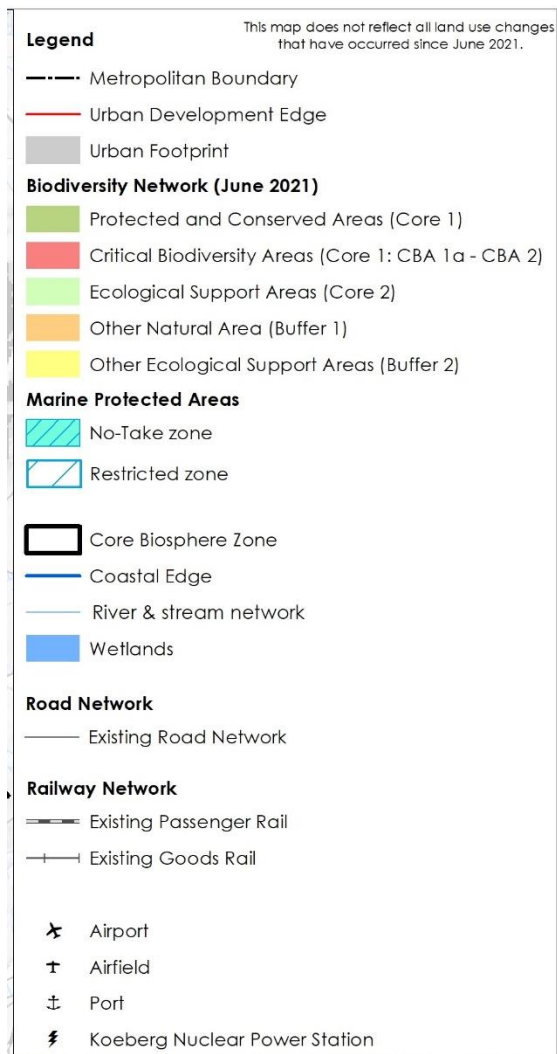 Legend
This map does not reflect all land use changes
that have occurred since June 2021.
Metropolitan Boundary
Urban Development Edge
Urban Footprint
Biodiversity Network (June 2021)
Protected and Conserved Areas (Core 1)
Critical Biodiversity Areas (Core 1: CBA 1a - CBA 2)
Ecological Support Areas (Core 2)
Other Natural Area (Buffer 1)
Other Ecological Support Areas (Buffer 2)
Marine Protected Areas
No-Take zone
Restricted zone
Core Biosphere Zone
Coastal Edge
River & stream network
Wetlands
Road Network
Existing Road Network
Railway Network
Existing Passenger Rail
Existing Goods Rail
Airport
Airfield
Port
Koeberg Nuclear Power Station